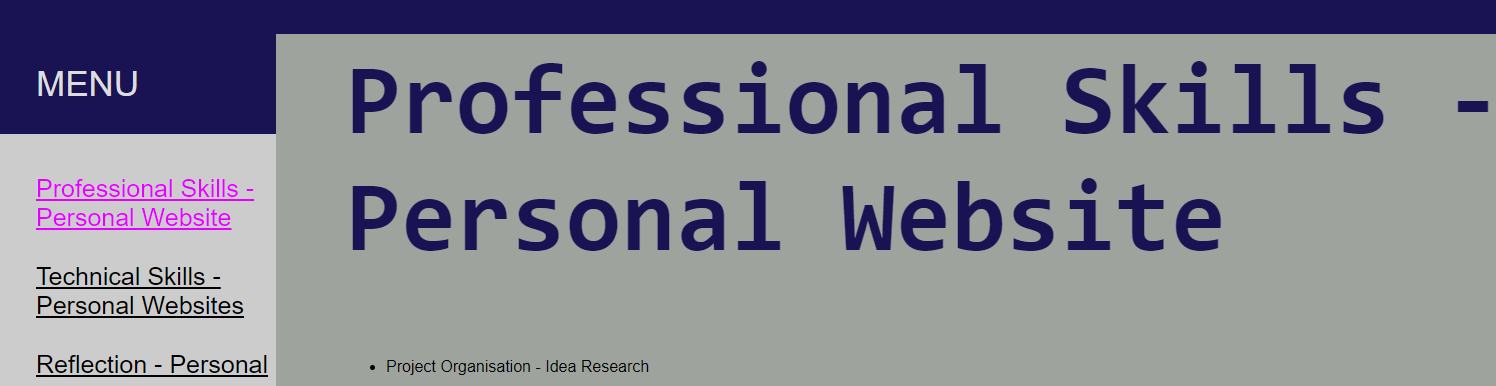 MENU
Professional Skills -
Personal Website
Technical Skills -
Personal Websites
Reflection - Personal
Professional Skills -
Personal Website
Project Organisation - Idea Research